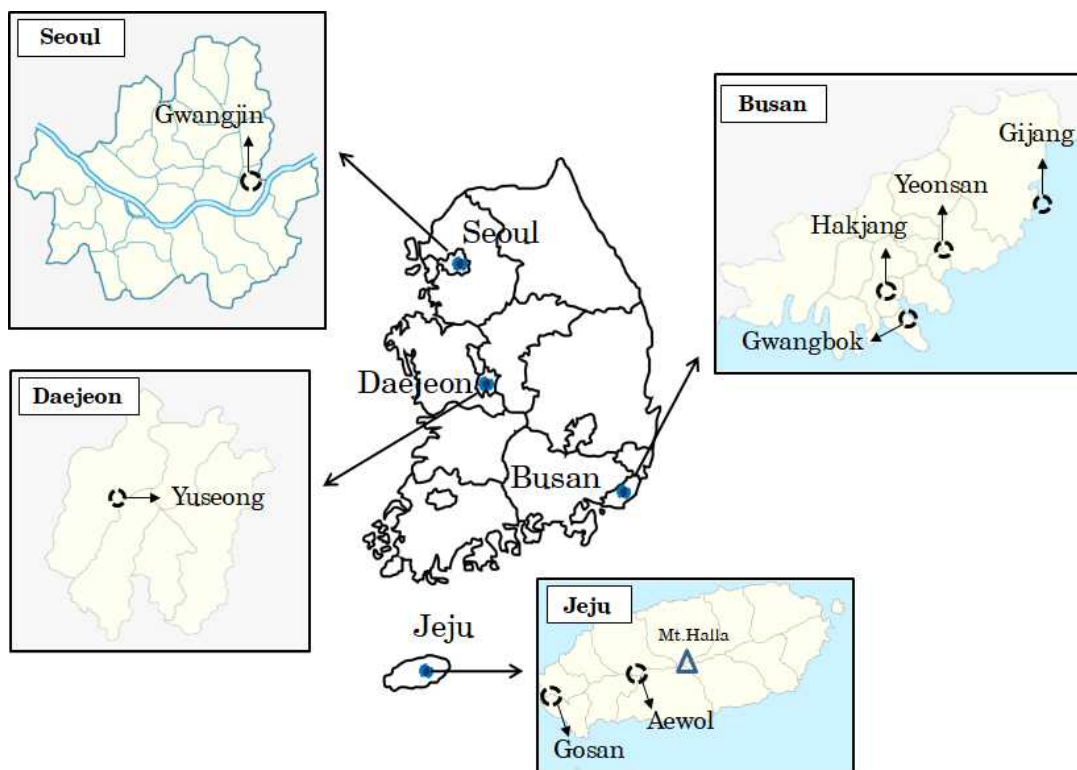 Seoul
Gwangjin
Busan
Gijang
Yeonsan
Hakjang
Gwangbok
Seoul
Daejeon
Daejeon
Yuseong
Busan
Jeju
Jeju
Mt.Halla
Aewol
Gosan